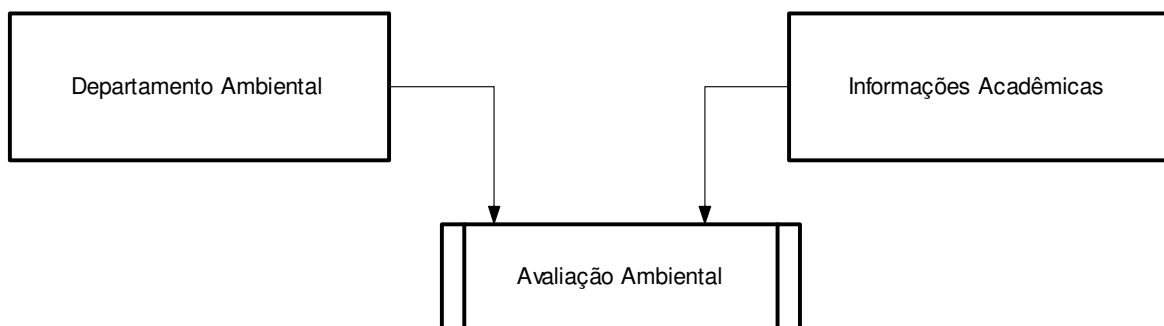 Departamento Ambiental
Informações Acadêmicas
Avaliação Ambiental